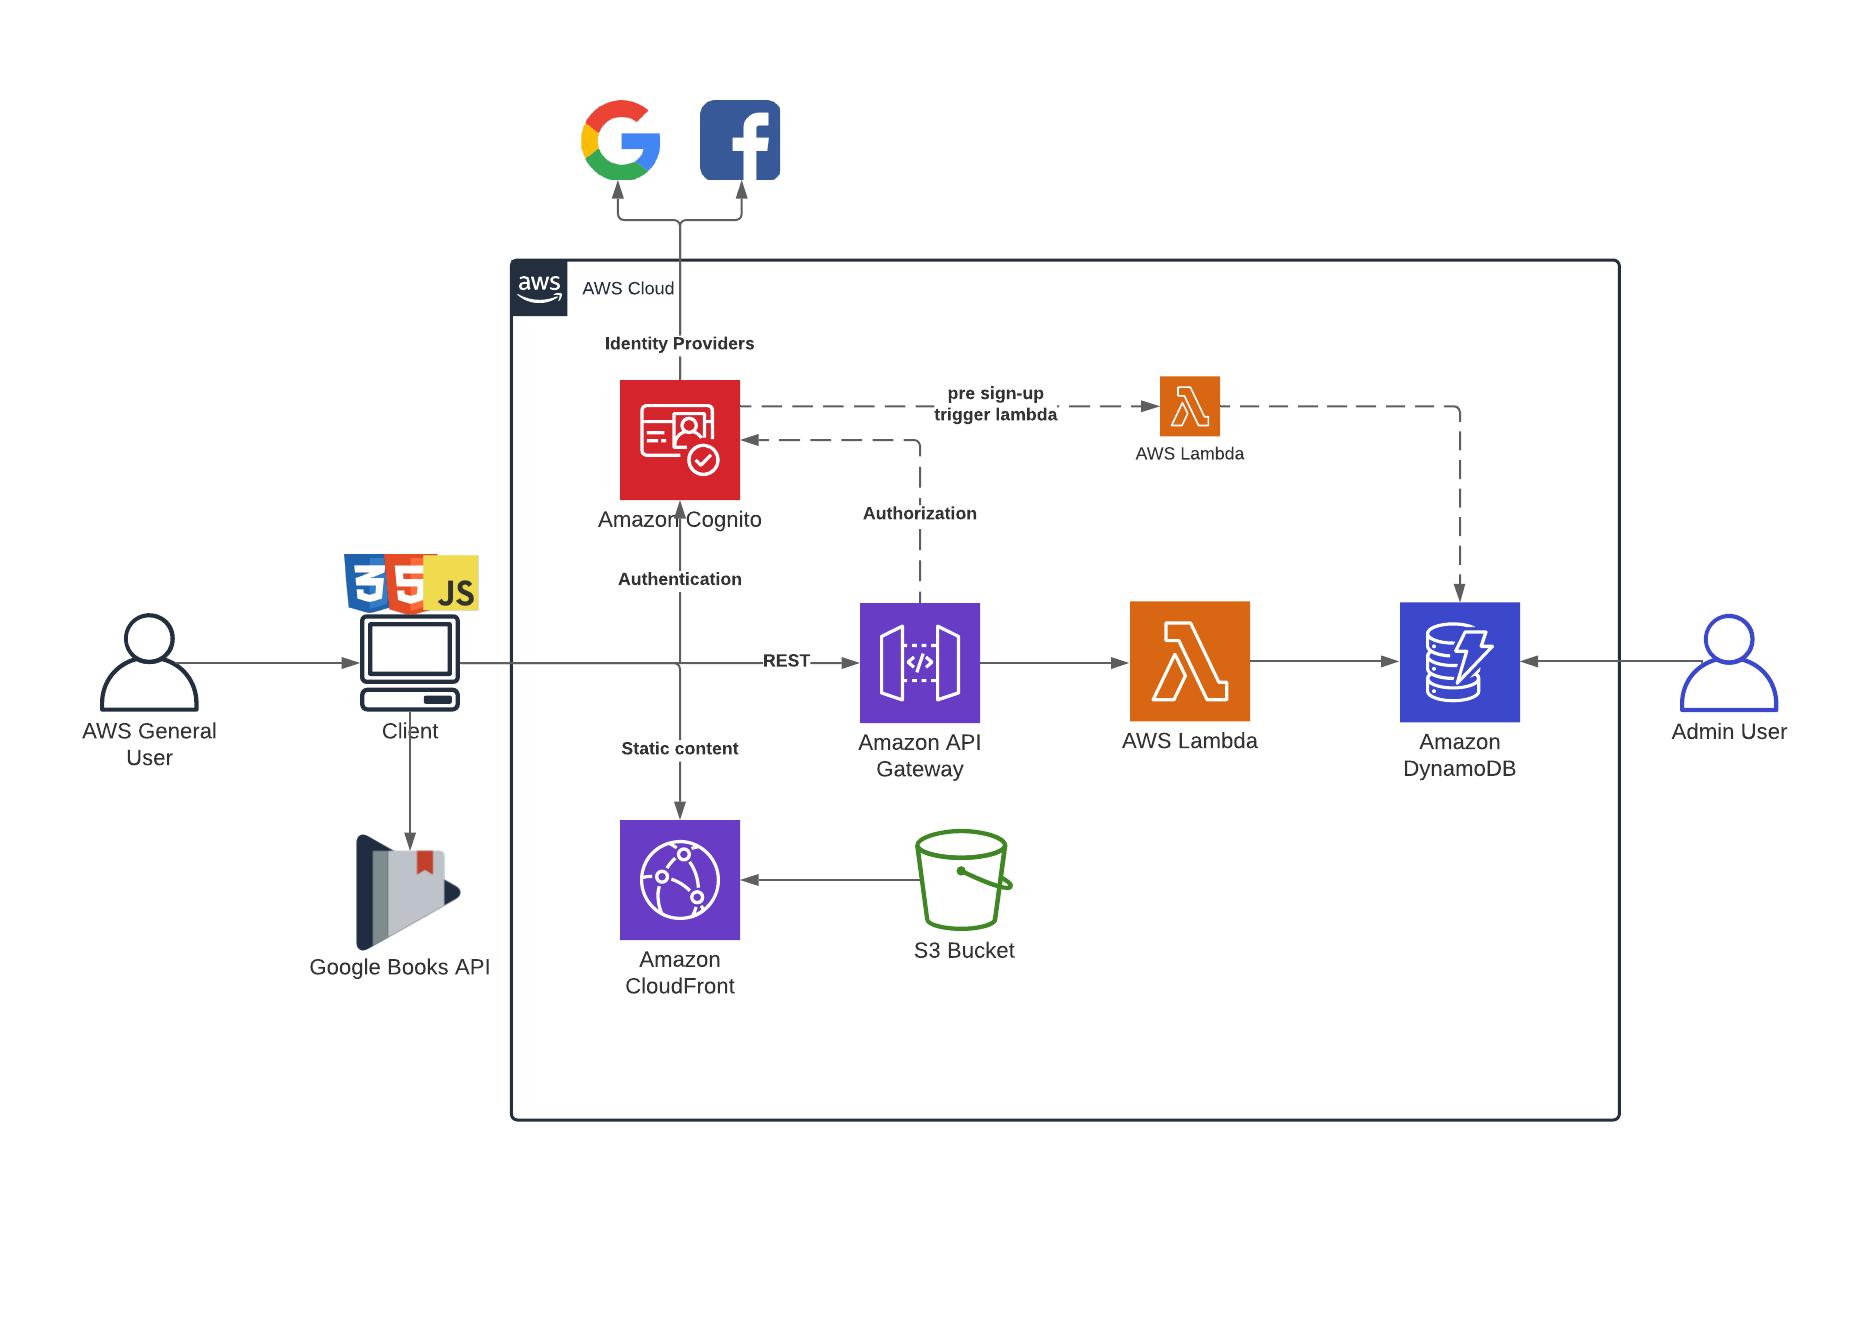 aws
AWS Cloud
Identity Providers
pre sign-up
trigger lambda
AWS Lambda
Amazon Cognito
Authorization
Authentication
3
5
JS
REST
AWS General
User
Client
Static content
Amazon API
Gateway
AWS Lambda
Amazon
DynamoDB
Admin User
Google Books API
Amazon
CloudFront
S3 Bucket